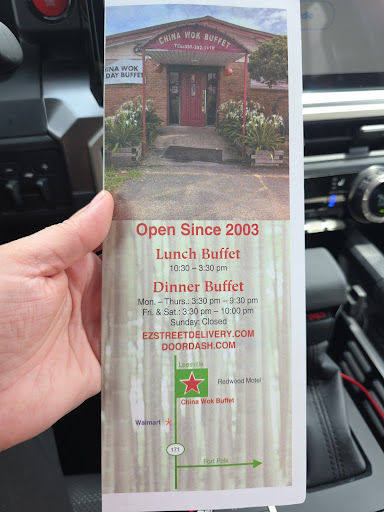 CHINA WOK BUFFET
CHINA WOK
DAY BUFFET
Open Since 2003
Lunch Buffet
10:30 – 3:30 pm
Dinner Buffet
Mon. – Thurs.: 3:30 pm – 9:30 pm
Fri. & Sat.: 3:30 pm – 10:00 pm
Sunday: Closed
EZSTREETDELIVERY.COM
DOORDASH.COM
Leesville
Redwood Motel
China Wok Buffet
Walmart
171
Fort Polk